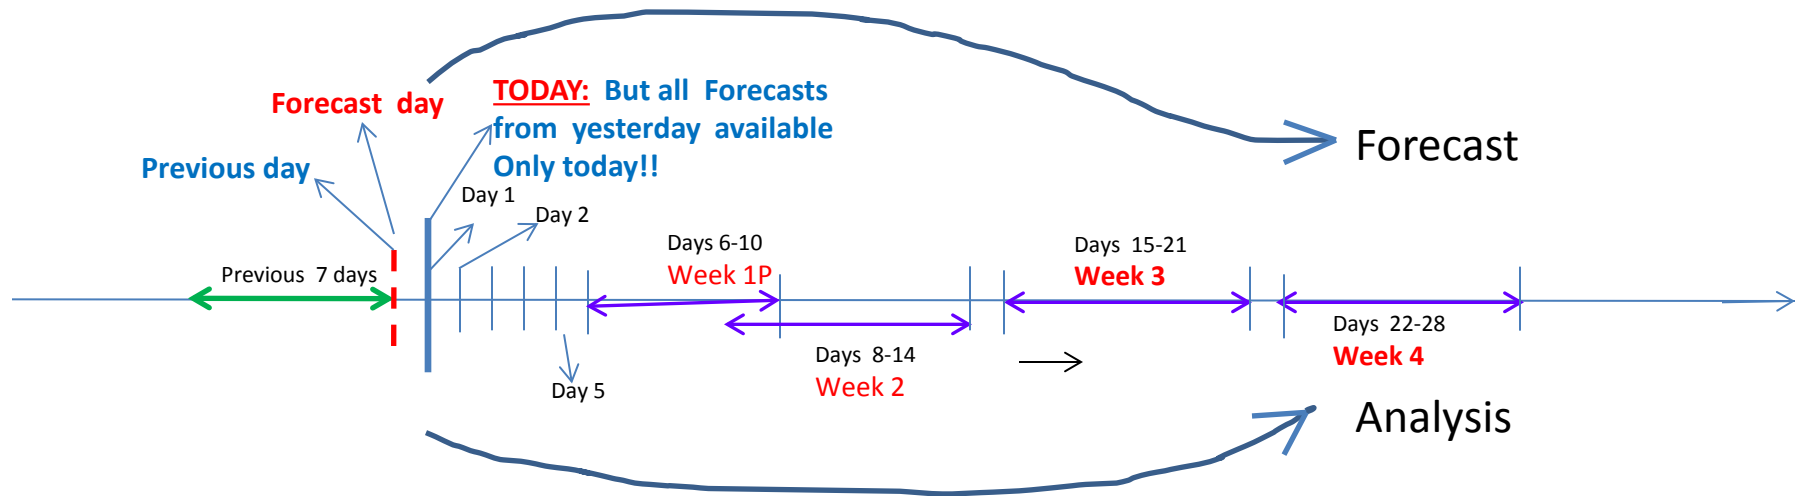 Forecast day
TODAY: But all Forecasts
from yesterday available
Only today!!
Previous day
Forecast
Day 1
Day 2
Previous 7 days
Days 6-10
Week 1P
Days 15-21
Week 3
Days 8-14
Week 2
Days 22-28
Week 4
Day 5
Analysis